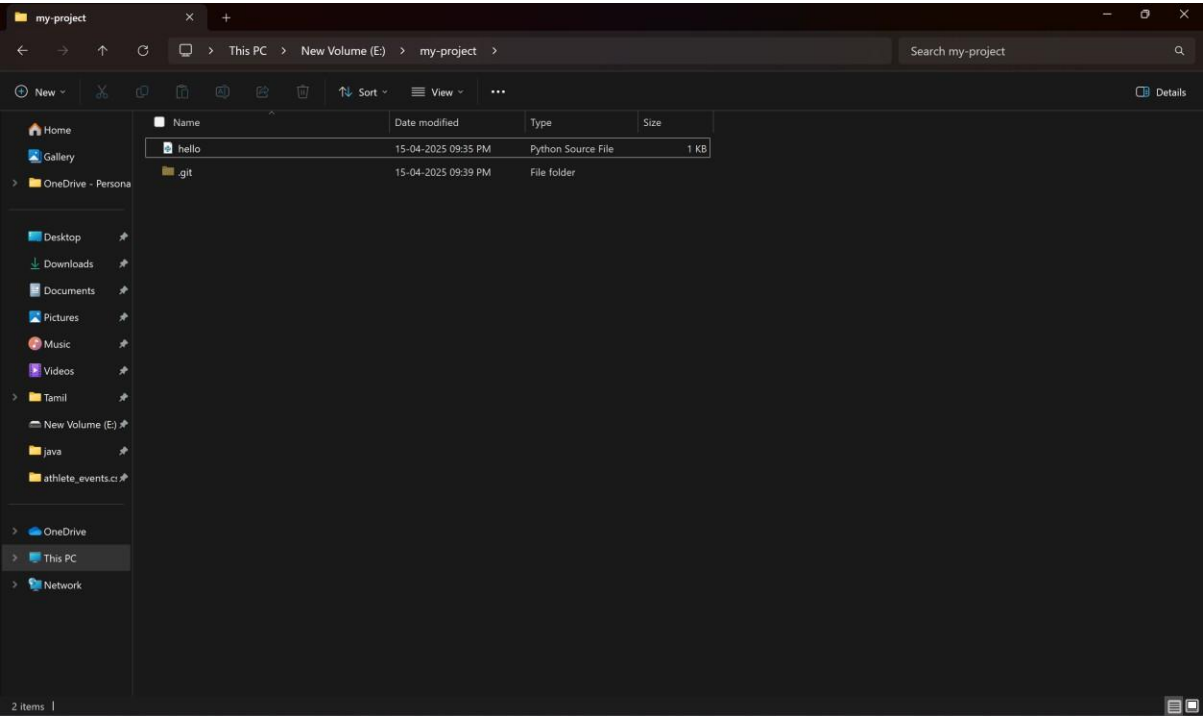 my-project
This PC > New Volume (E:) > my-project >
Search my-project
New
Sort
View
Details
Name Date modified Type Size
hello 15-04-2025 09:35 PM Python Source File 1 KB
.git 15-04-2025 09:39 PM File folder
Home
Gallery
OneDrive - Persona
Desktop
Downloads
Documents
Pictures
Music
Videos
Tamil
New Volume (E:)
java
athlete_events.cs
OneDrive
This PC
Network
2 items